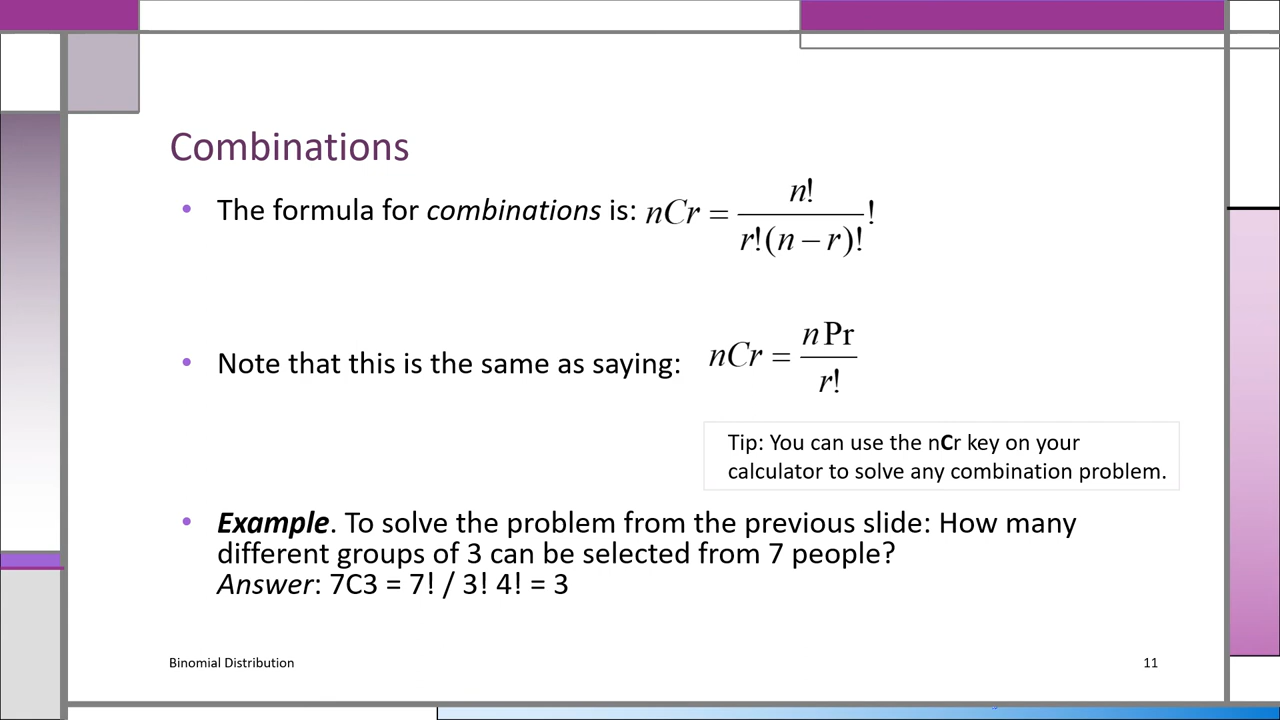 Combinations
• The formula for combinations is: nCr = n! / r!(n − r)! !
• Note that this is the same as saying: nCr = n Pr / r!
Tip: You can use the nCr key on your
calculator to solve any combination problem.
• Example. To solve the problem from the previous slide: How many
different groups of 3 can be selected from 7 people?
Answer: 7C3 = 7! / 3! 4! = 3
Binomial Distribution
11